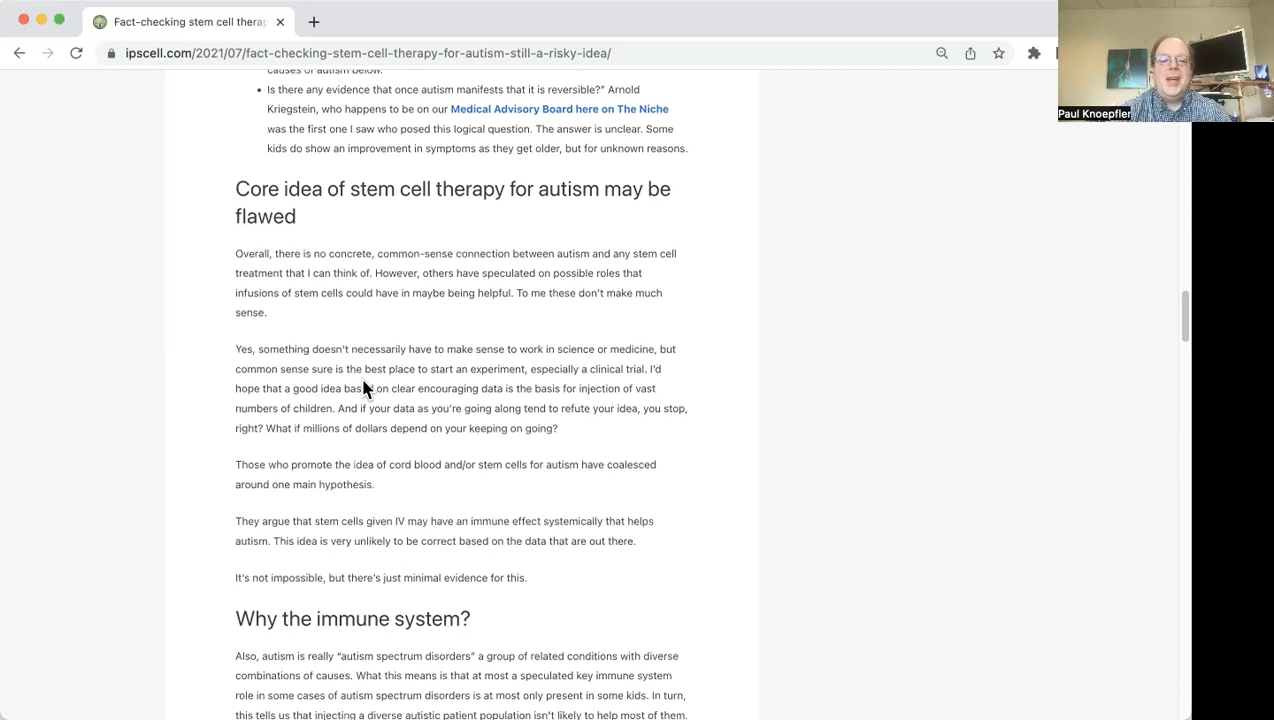 Fact-checking stem cell therap
ipscell.com/2021/07/fact-checking-stem-cell-therapy-for-autism-still-a-risky-idea/
Paul Knoepfler
causes of autism below.
• Is there any evidence that once autism manifests that it is reversible?" Arnold
Kriegstein, who happens to be on our Medical Advisory Board here on The Niche
was the first one I saw who posed this logical question. The answer is unclear. Some
kids do show an improvement in symptoms as they get older, but for unknown reasons.
Core idea of stem cell therapy for autism may be
flawed
Overall, there is no concrete, common-sense connection between autism and any stem cell
treatment that I can think of. However, others have speculated on possible roles that
infusions of stem cells could have in maybe being helpful. To me these don't make much
sense.
Yes, something doesn't necessarily have to make sense to work in science or medicine, but
common sense sure is the best place to start an experiment, especially a clinical trial. I'd
hope that a good idea based on clear encouraging data is the basis for injection of vast
numbers of children. And if your data as you're going along tend to refute your idea, you stop,
right? What if millions of dollars depend on your keeping on going?
Those who promote the idea of cord blood and/or stem cells for autism have coalesced
around one main hypothesis.
They argue that stem cells given IV may have an immune effect systemically that helps
autism. This idea is very unlikely to be correct based on the data that are out there.
It's not impossible, but there's just minimal evidence for this.
Why the immune system?
Also, autism is really "autism spectrum disorders" a group of related conditions with diverse
combinations of causes. What this means is that at most a speculated key immune system
role in some cases of autism spectrum disorders is at most only present in some kids. In turn,
this tells us that injecting a diverse autistic patient population isn't likely to help most of them.